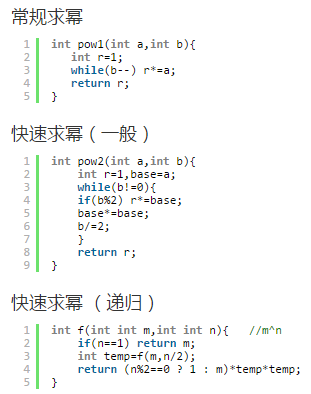 常规求幂
1 int pow1(int a,int b){
2 int r=1;
3 while(b--) r*=a;
4 return r;
5 }
快速求幂（一般）
1 int pow2(int a,int b){
2 int r=1,base=a;
3 while(b!=0){
4 if(b%2) r*=base;
5 base*=base;
6 b/=2;
7 }
8 return r;
9 }
快速求幂 （递归）
1 int f(int int m,int int n){ //m^n
2 if(n==1) return m;
3 int temp=f(m,n/2);
4 return (n%2==0 ? 1 : m)*temp*temp;
5 }